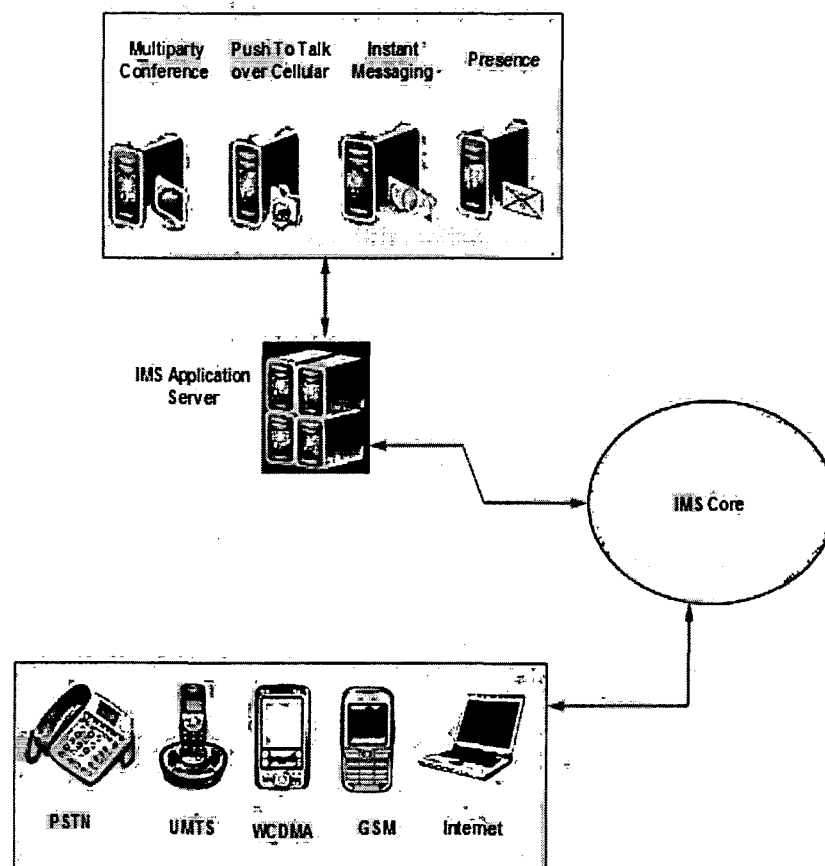 Multiparty Conference
Push To Talk over Cellular
Instant Messaging
Presence
IMS Application
Server
IMS Core
PSTN
UMTS
WCDMA
GSM
Internet